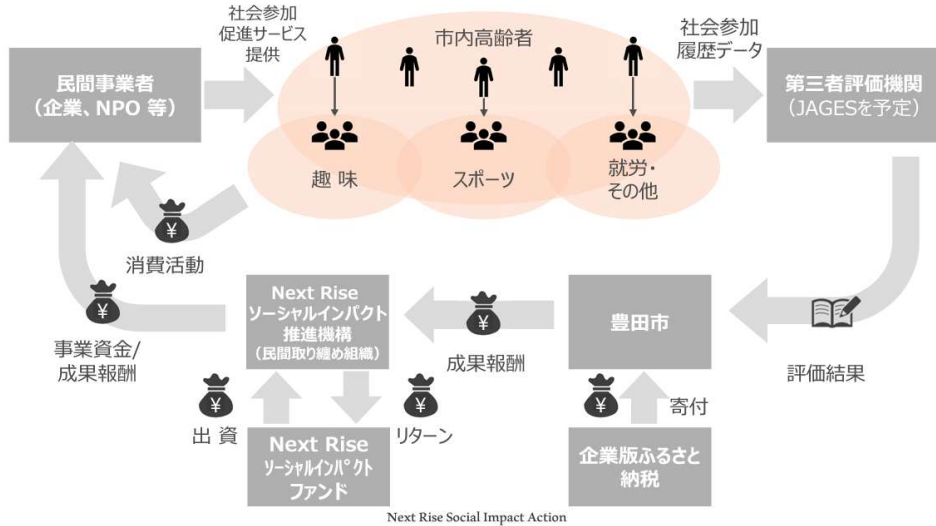 社会参加
促進サービス
提供
市内高齢者
社会参加
履歴データ
民間事業者
（企業、NPO 等）
第三者評価機関
（JAGESを予定）
趣 味
スポーツ
就労・
その他
¥
消費活動
Next Rise
ソーシャルインパクト
推進機構
（民間取り纏め組織）
¥
成果報酬
豊田市
評価結果
¥
事業資金/
成果報酬
¥
出 資
¥
リターン
¥
寄付
Next Rise
ソーシャルインパクト
ファンド
企業版ふるさと
納税
Next Rise Social Impact Action